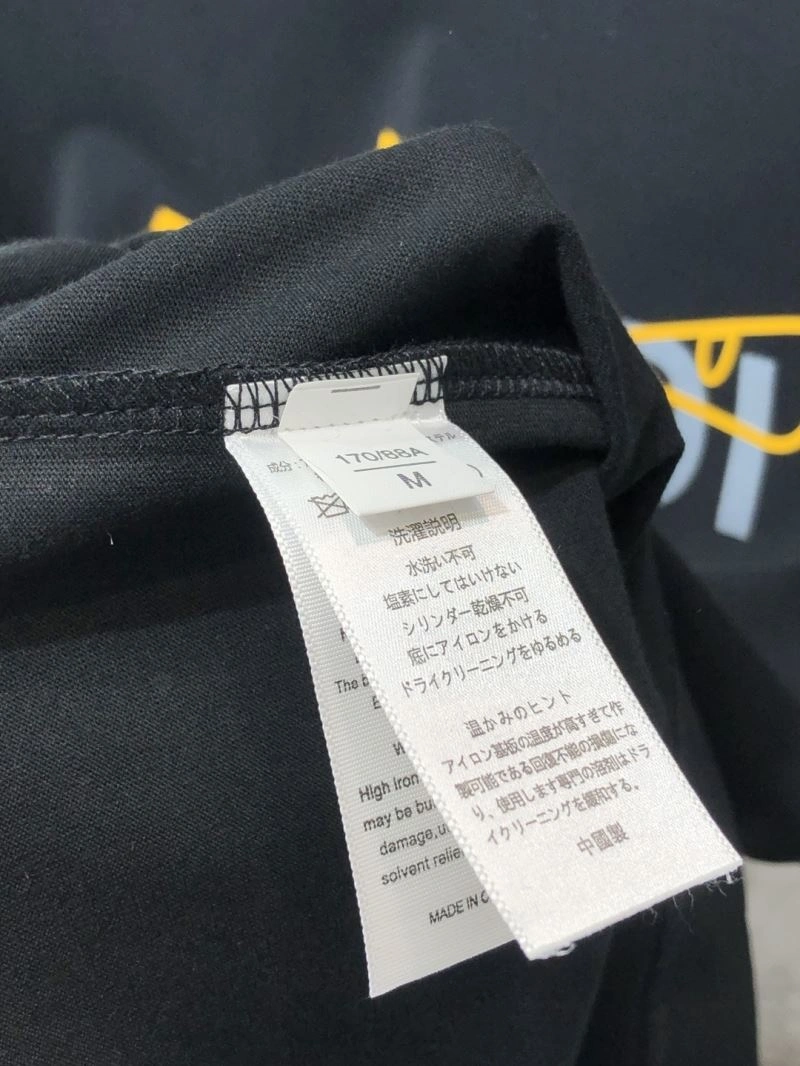 170/88A
M
成分:
洗濯説明
水洗い不可
塩素にしてはいけない
シリンダー乾燥不可
底にアイロンをかける
ドライクリーニングをゆるめる
温かみのヒント
アイロン基板の温度が高すぎて作
製可能である回復不能の損傷にな
り、使用します専門の溶剤はドラ
イクリーニングを緩和する。
中國製
The
High Iron
may be
damage,
solvent
MADE IN